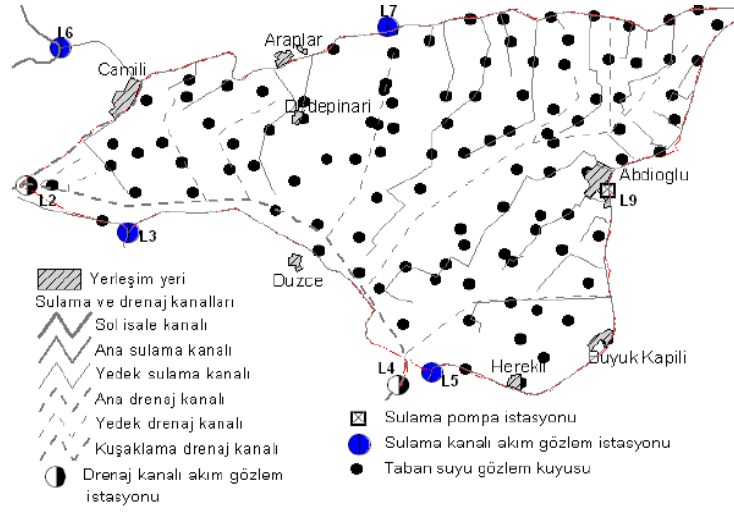 L7
L6
Araplar
Camili
Dedepinari
Abdioglu
L2
L9
L3
Duzce
Yerleşim yeri
Sulama ve drenaj kanalları
Sol isale kanalı
Ana sulama kanalı
Yedek sulama kanalı
Ana drenaj kanalı
Yedek drenaj kanalı
Kuşaklama drenaj kanalı
Drenaj kanalı akım gözlem
istasyonu
Buyuk Kapili
L4
L5
Herekli
Sulama pompa istasyonu
Sulama kanalı akım gözlem istasyonu
Taban suyu gözlem kuyusu